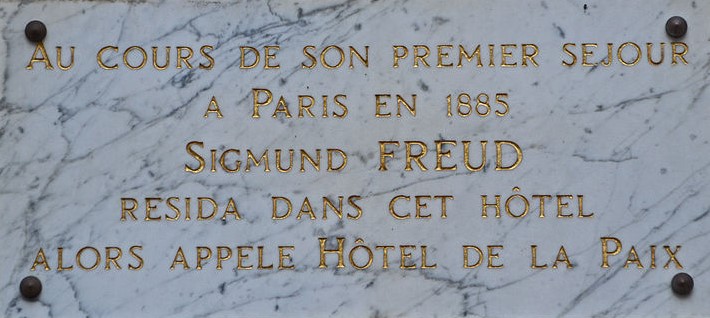 AU COURS DE SON PREMIER SEJOUR
A PARIS EN 1885
SIGMUND FREUD
RESIDA DANS CET HÔTEL
ALORS APPELE HÔTEL DE LA PAIX